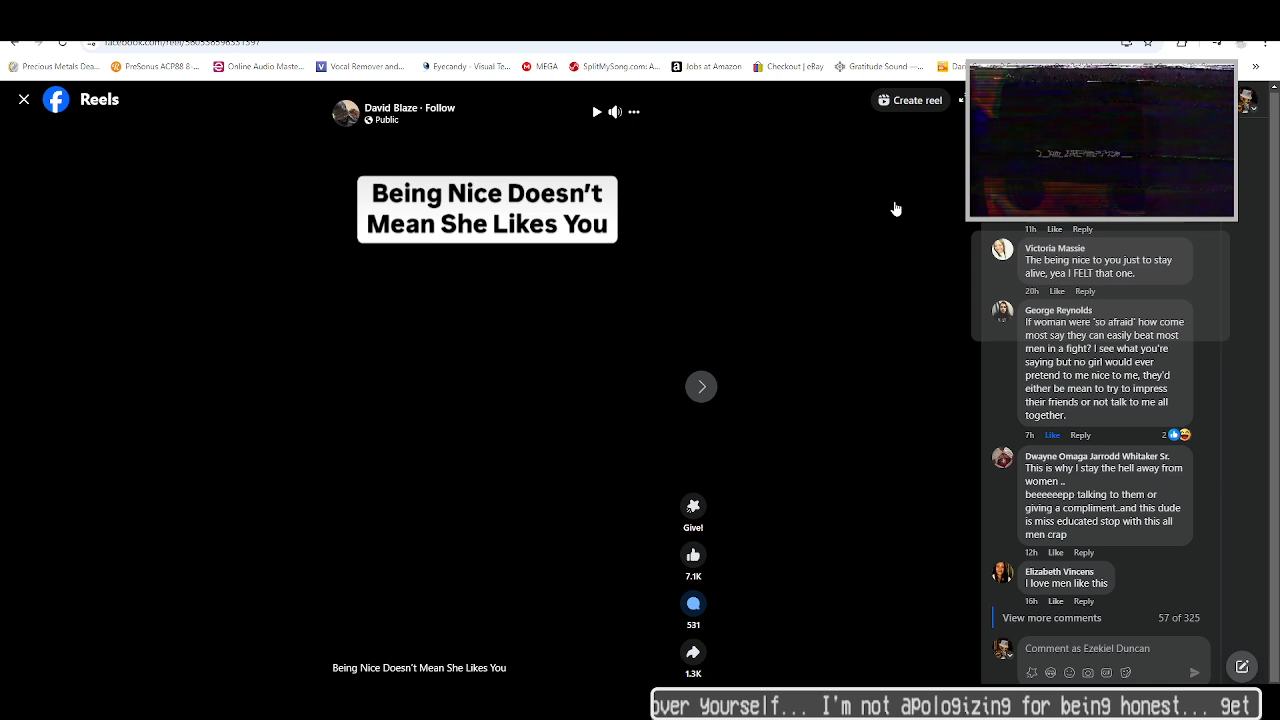 facebook.com/reel/560556596551597
Precious Metals Dea...
PreSonus ACP88 8-...
Online Audio Maste...
Vocal Remover and...
Eyecandy - Visual Te...
MEGA
SplitMySong.com: A...
Jobs at Amazon
Checkout | eBay
Gratitude Sound —...
Dan
»
Reels
David Blaze · Follow
Public
Create reel
Being Nice Doesn't
Mean She Likes You
11h Like Reply
Victoria Massie
The being nice to you just to stay
alive, yea I FELT that one.
20h Like Reply
George Reynolds
If woman were "so afraid" how come
most say they can easily beat most
men in a fight? I see what you're
saying but no girl would ever
pretend to me nice to me, they'd
either be mean to try to impress
their friends or not talk to me all
together.
7h Like Reply 2
Dwayne Omaga Jarrodd Whitaker Sr.
This is why I stay the hell away from
women ..
beeeeeepp talking to them or
giving a compliment..and this dude
is miss educated stop with this all
men crap
12h Like Reply
Elizabeth Vincens
I love men like this
16h Like Reply
View more comments 57 of 325
Comment as Ezekiel Duncan
GIF
Give!
7.1K
531
1.3K
Being Nice Doesn't Mean She Likes You
over yourself... I'm not apologizing for being honest... get